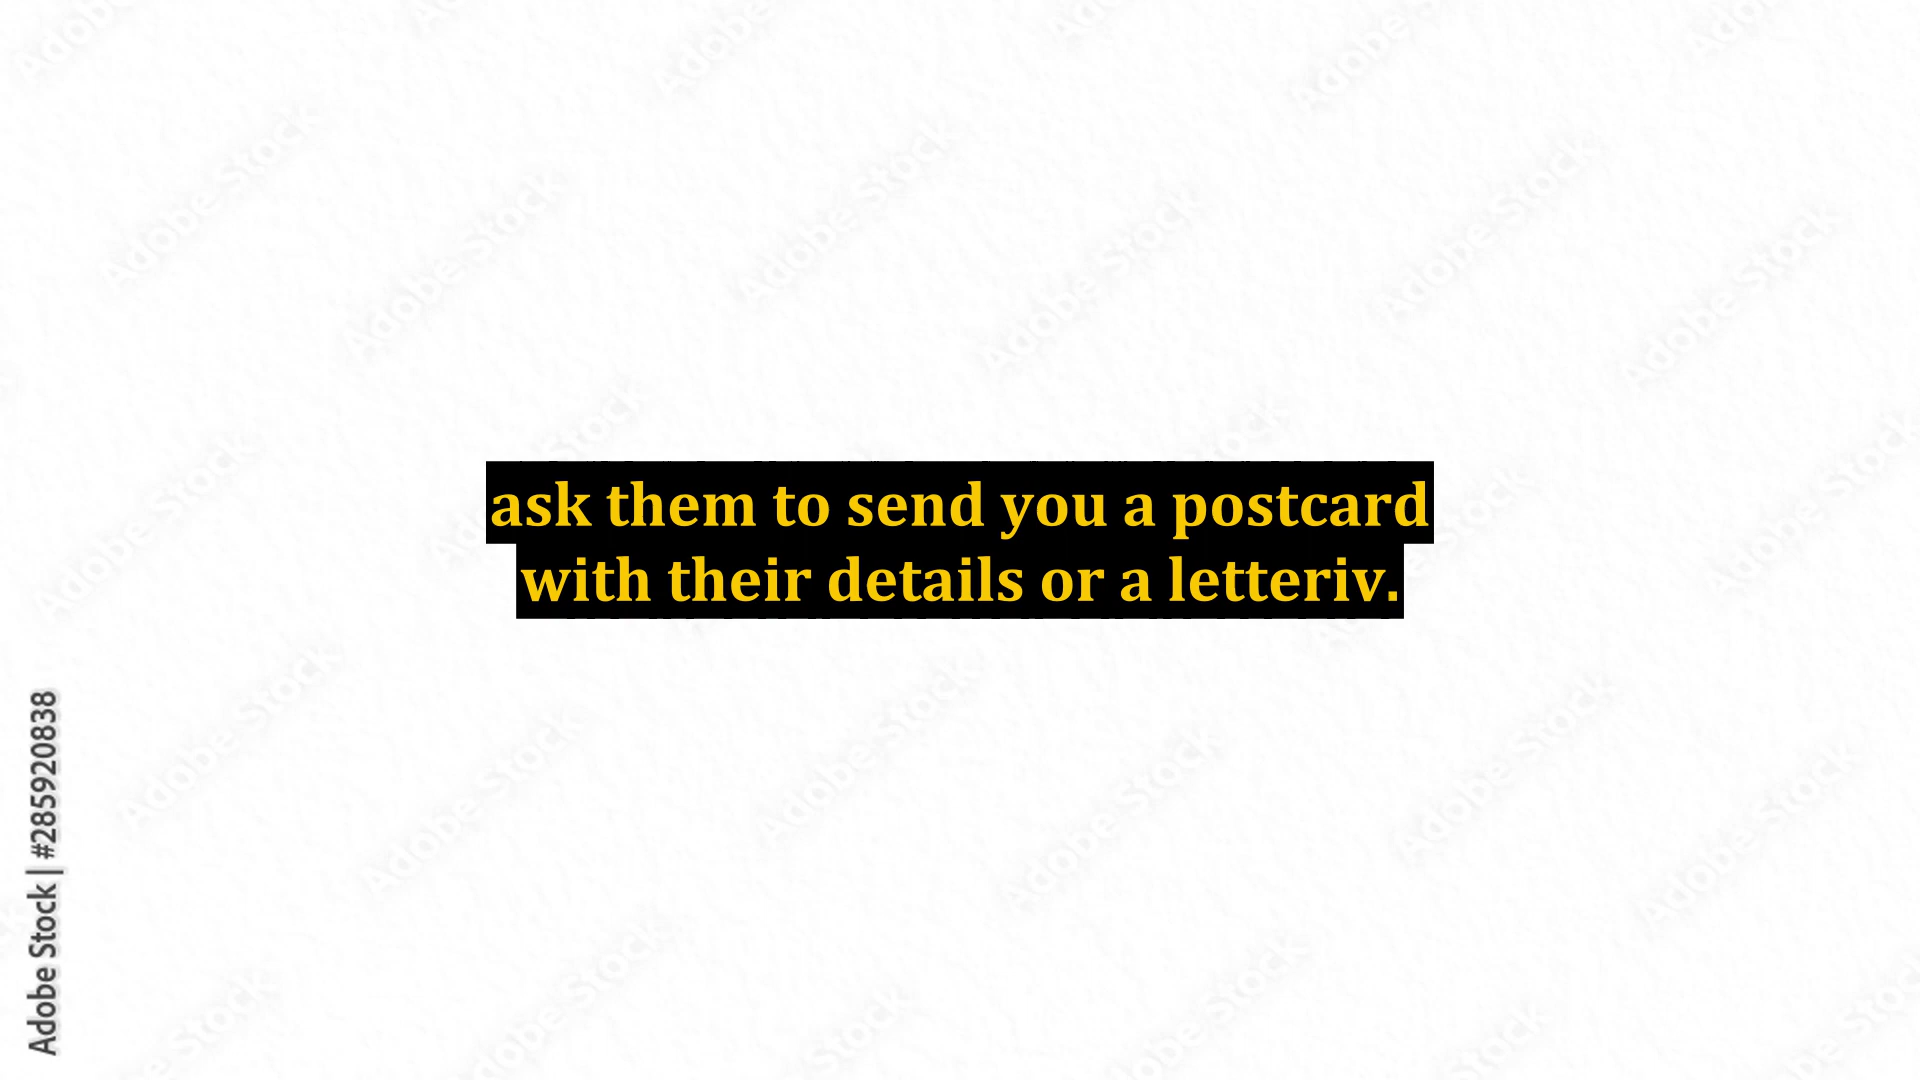 ask them to send you a postcard
with their details or a letteriv.
Adobe Stock | #285920838